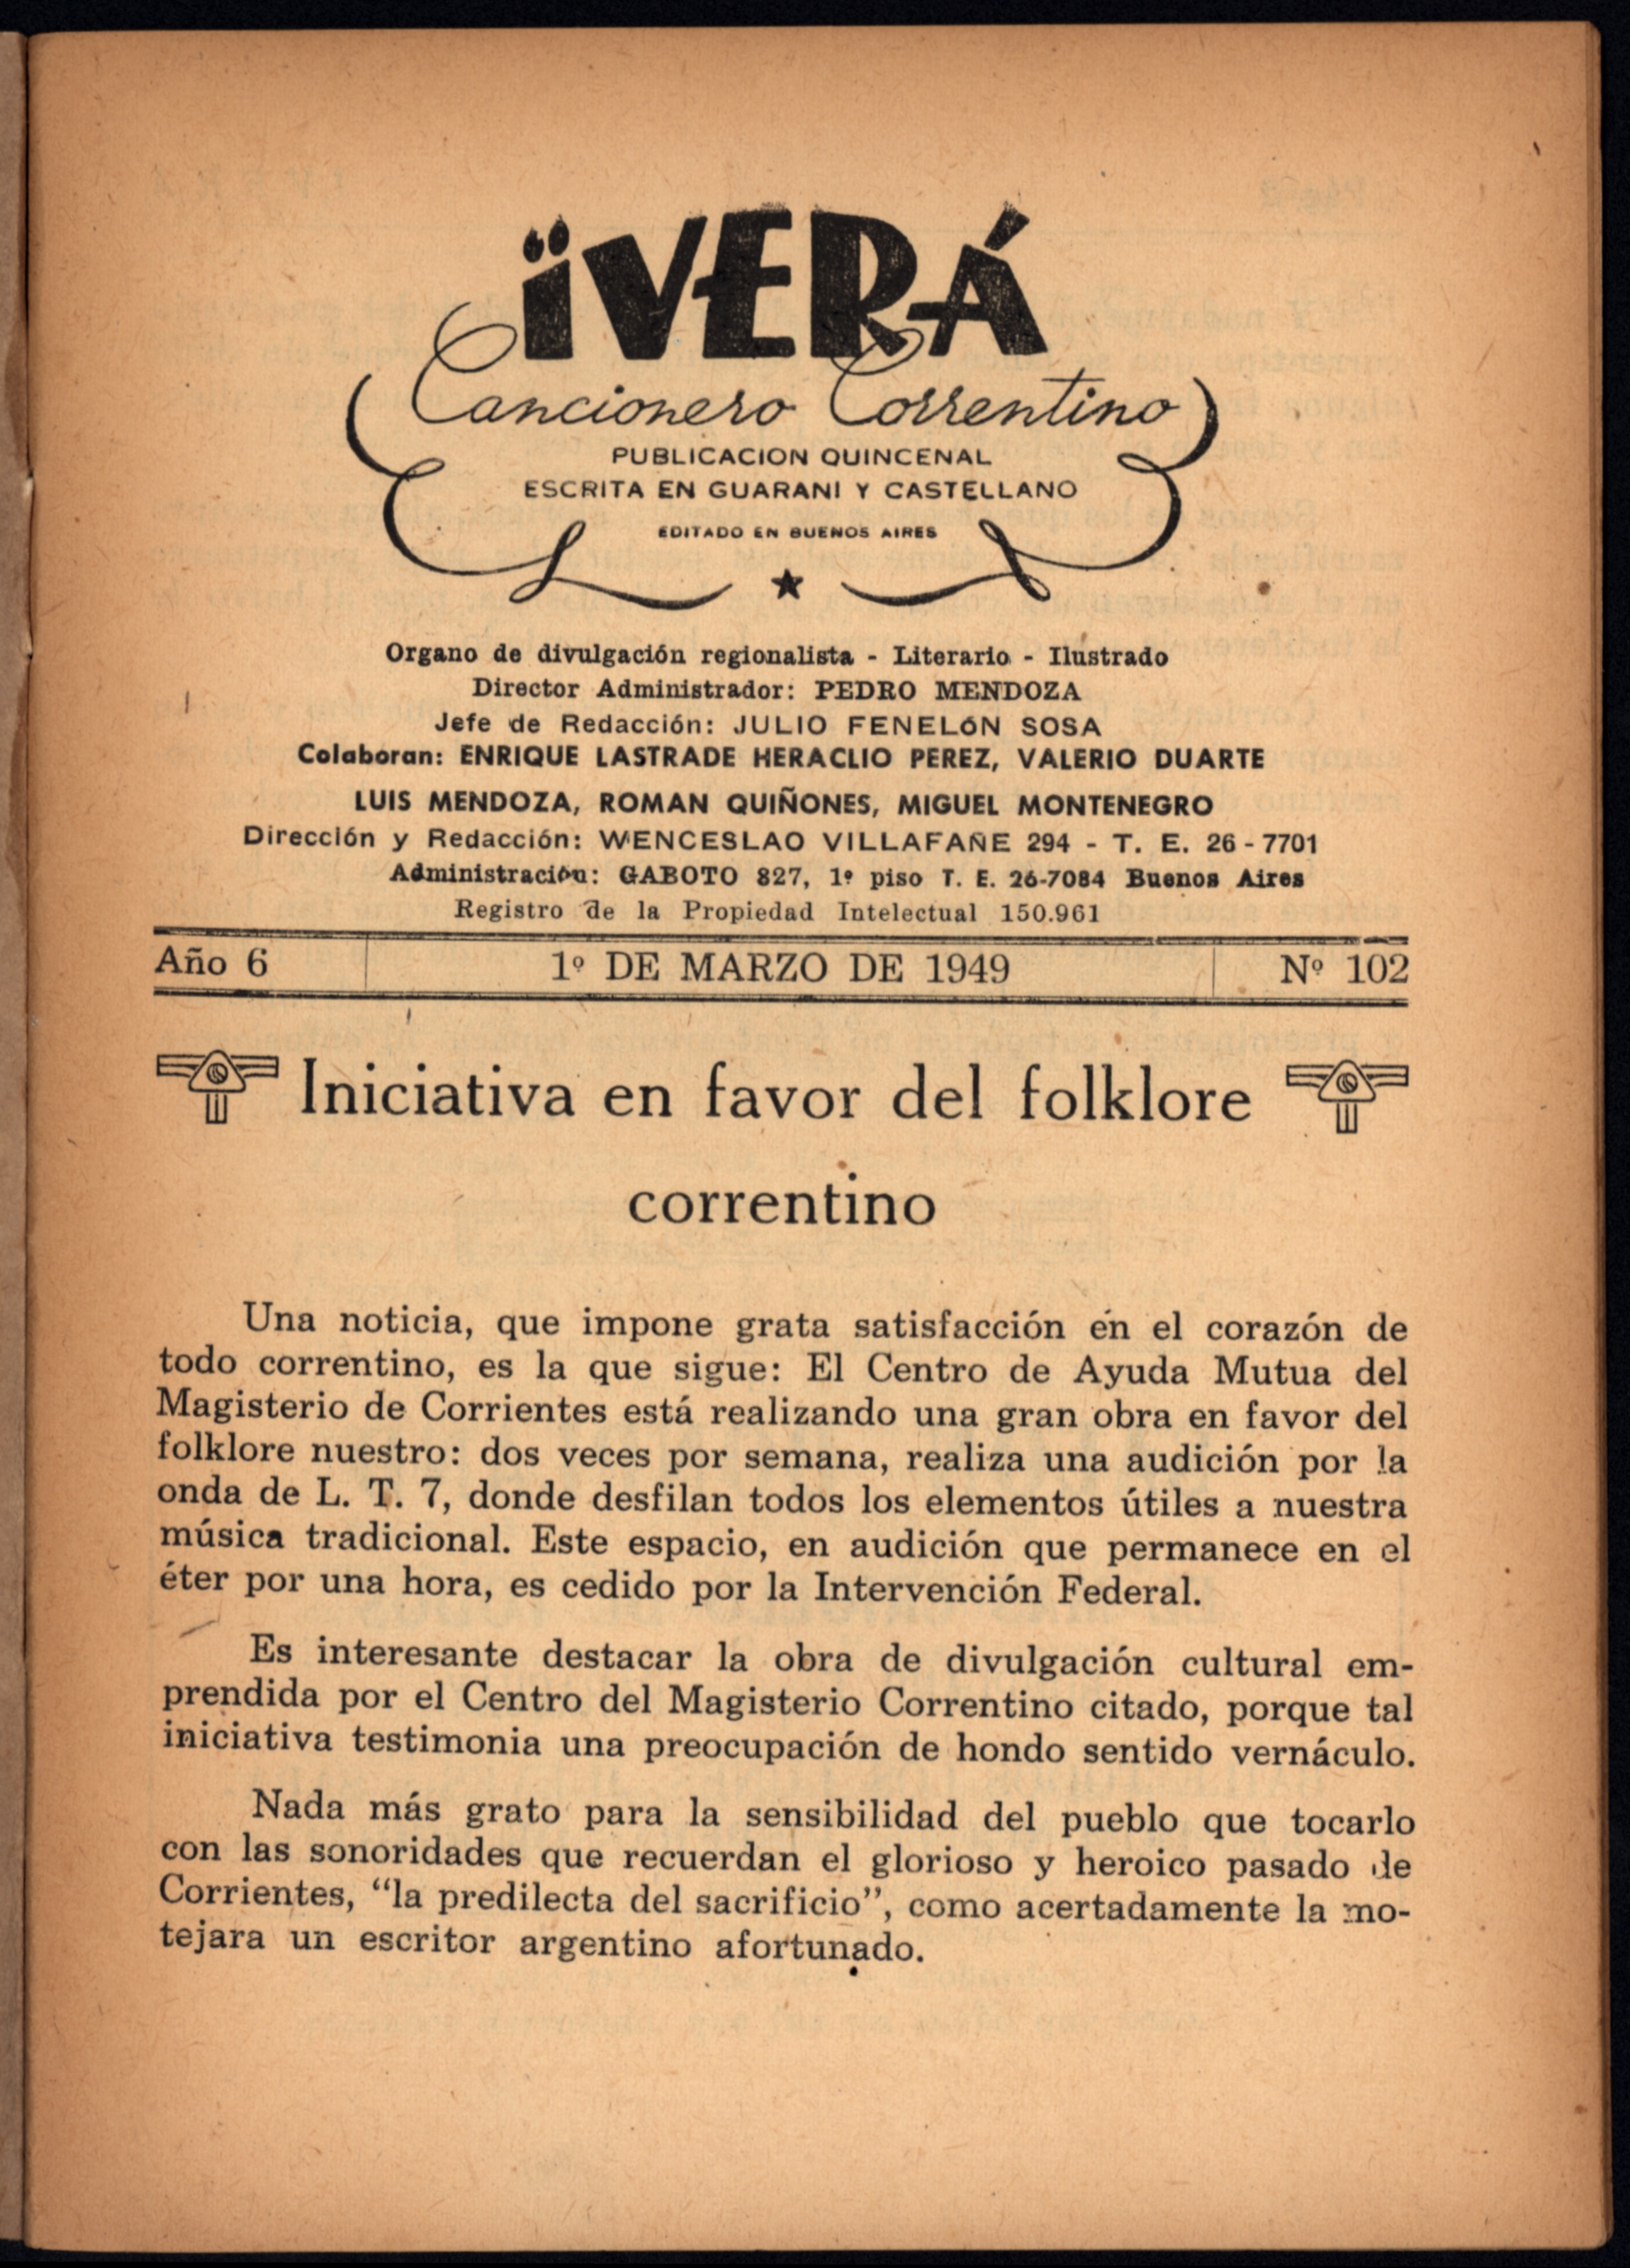 ÏVERÁ
Cancionero Correntino
PUBLICACION QUINCENAL
ESCRITA EN GUARANI Y CASTELLANO
EDITADO EN BUENOS AIRES
Organo de divulgación regionalista - Literario - Ilustrado
Director Administrador: PEDRO MENDOZA
Jefe de Redacción: JULIO FENELÓN SOSA
Colaboran: ENRIQUE LASTRADE HERACLIO PEREZ, VALERIO DUARTE
LUIS MENDOZA, ROMAN QUIÑONES, MIGUEL MONTENEGRO
Dirección y Redacción: WENCESLAO VILLAFAÑE 294 - T. E. 26 - 7701
Administración: GABOTO 827, 1º piso T. E. 26-7084 Buenos Aires
Registro de la Propiedad Intelectual 150.961
Año 6 1º DE MARZO DE 1949 Nº 102
Iniciativa en favor del folklore
correntino
Una noticia, que impone grata satisfacción en el corazón de
todo correntino, es la que sigue: El Centro de Ayuda Mutua del
Magisterio de Corrientes está realizando una gran obra en favor del
folklore nuestro: dos veces por semana, realiza una audición por la
onda de L. T. 7, donde desfilan todos los elementos útiles a nuestra
música tradicional. Este espacio, en audición que permanece en el
éter por una hora, es cedido por la Intervención Federal.
Es interesante destacar la obra de divulgación cultural em-
prendida por el Centro del Magisterio Correntino citado, porque tal
iniciativa testimonia una preocupación de hondo sentido vernáculo.
Nada más grato para la sensibilidad del pueblo que tocarlo
con las sonoridades que recuerdan el glorioso y heroico pasado de
Corrientes, “la predilecta del sacrificio”, como acertadamente la mo-
tejara un escritor argentino afortunado.